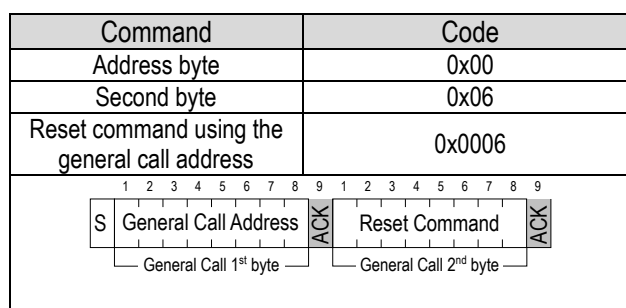 Command Code
Address byte 0x00
Second byte 0x06
Reset command using the general call address 0x0006
1 2 3 4 5 6 7 8 9 1 2 3 4 5 6 7 8 9
S General Call Address ACK Reset Command ACK
General Call 1st byte General Call 2nd byte